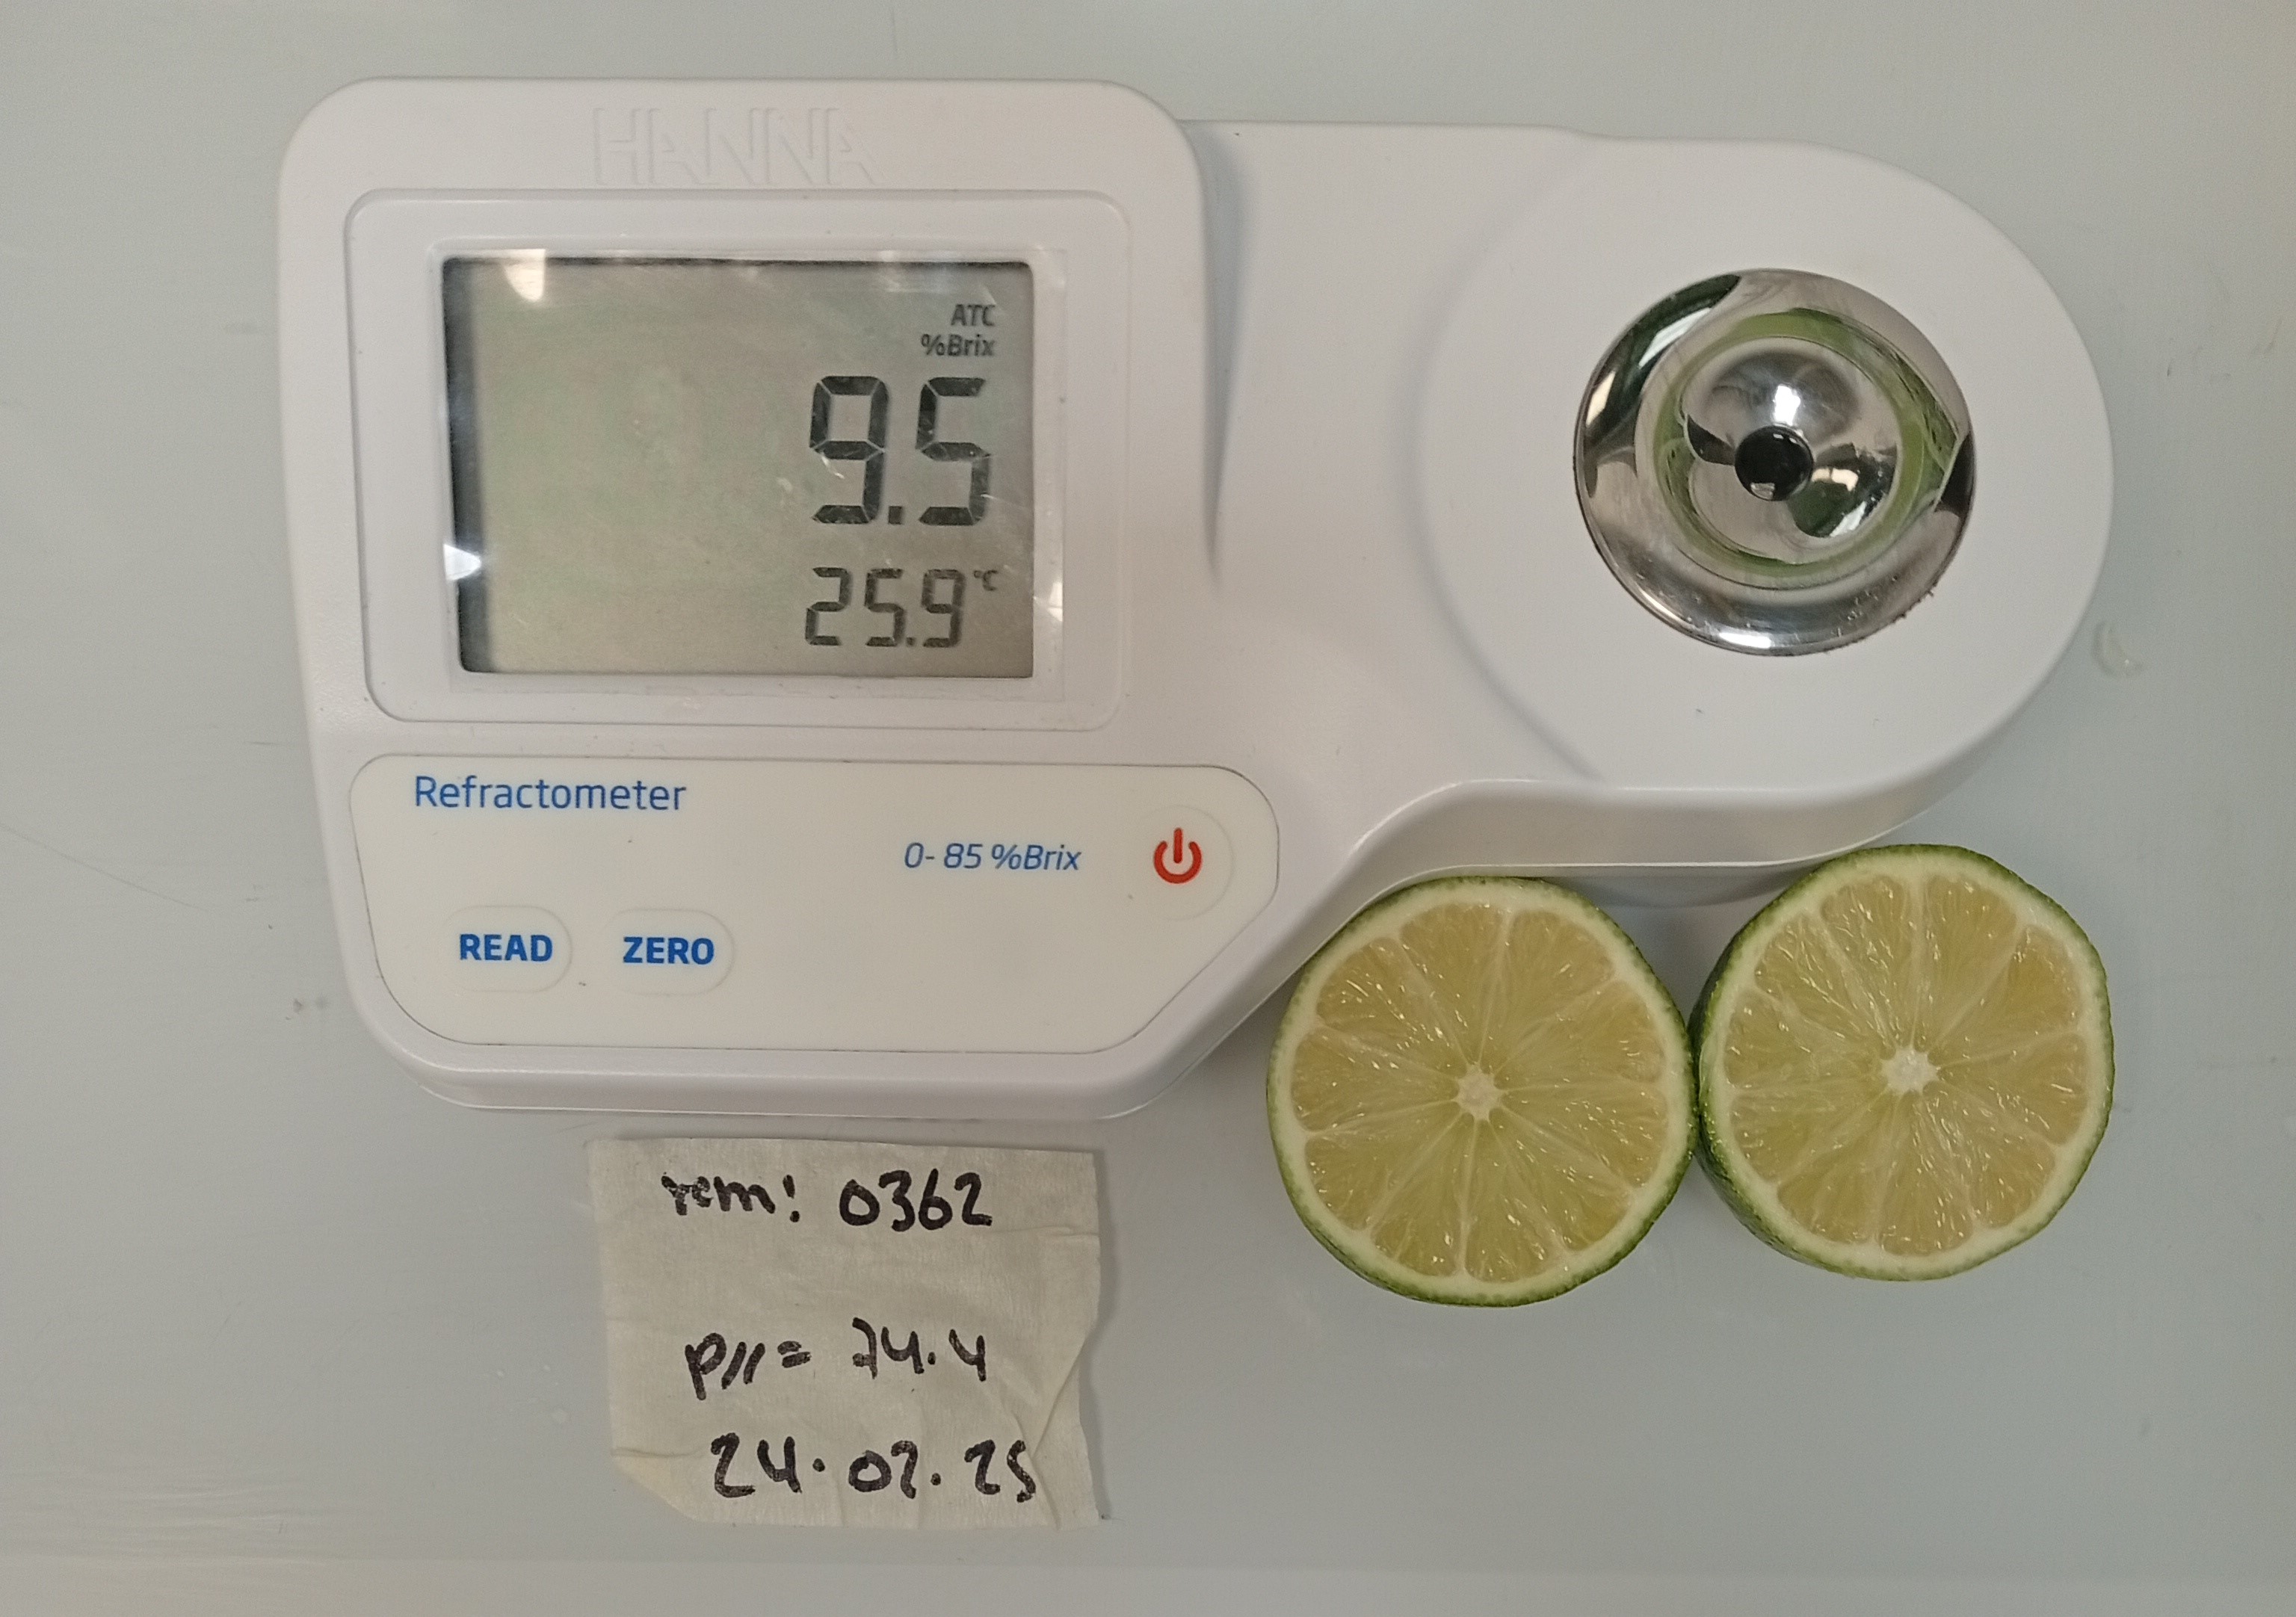 HANNA
ATC
%Brix
9.5
25.9°C
Refractometer
0-85 %Brix
READ ZERO
rem: 0362
74.4
24.02.25